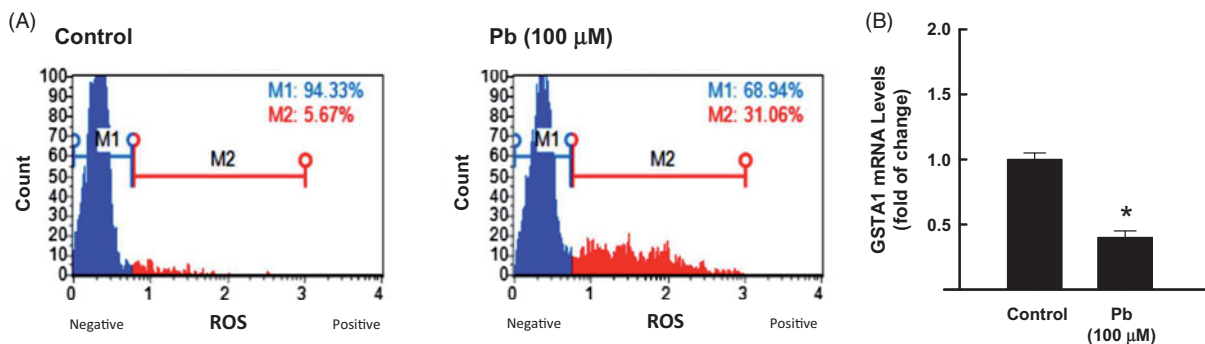 (A)
Control
100
90
80
70
60
50
40
30
20
10
0
Count
M1: 94.33%
M2: 5.67%
M1
M2
0 1 2 3 4
Negative ROS Positive
Pb (100 μM)
100
90
80
70
60
50
40
30
20
10
0
Count
M1: 68.94%
M2: 31.06%
M1
M2
0 1 2 3 4
Negative ROS Positive
(B)
GSTA1 mRNA Levels
(fold of change)
2.0
1.5
1.0
0.5
*
Control Pb
(100 μM)